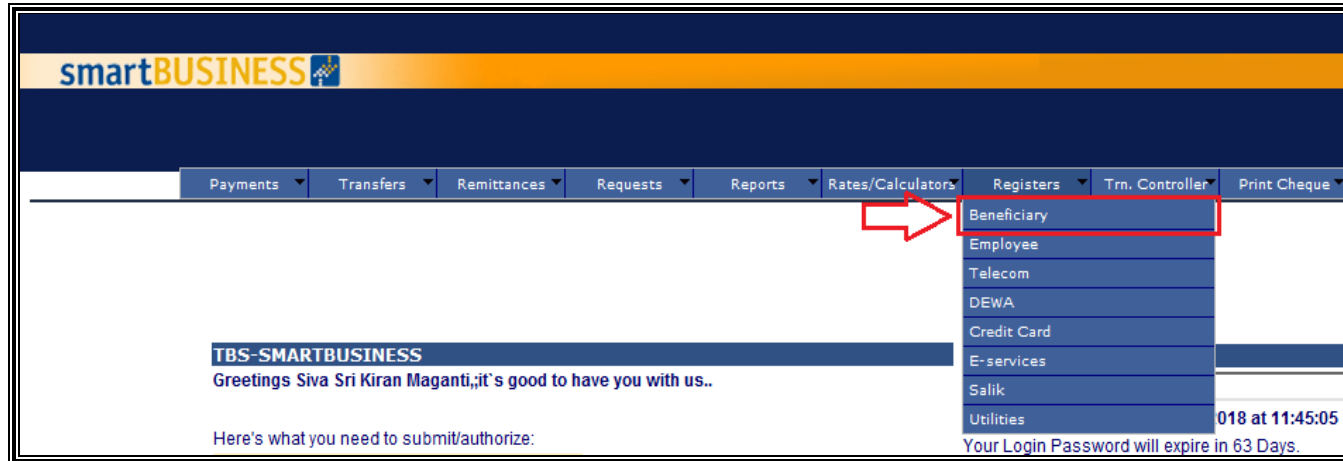 smartBUSINESS
Payments Transfers Remittances Requests Reports Rates/Calculators Registers Trn. Controller Print Cheque
Beneficiary
Employee
Telecom
DEWA
Credit Card
E-services
Salik
Utilities
TBS-SMARTBUSINESS
Greetings Siva Sri Kiran Maganti,;it`s good to have you with us..
018 at 11:45:05
Here's what you need to submit/authorize:
Your Login Password will expire in 63 Days.